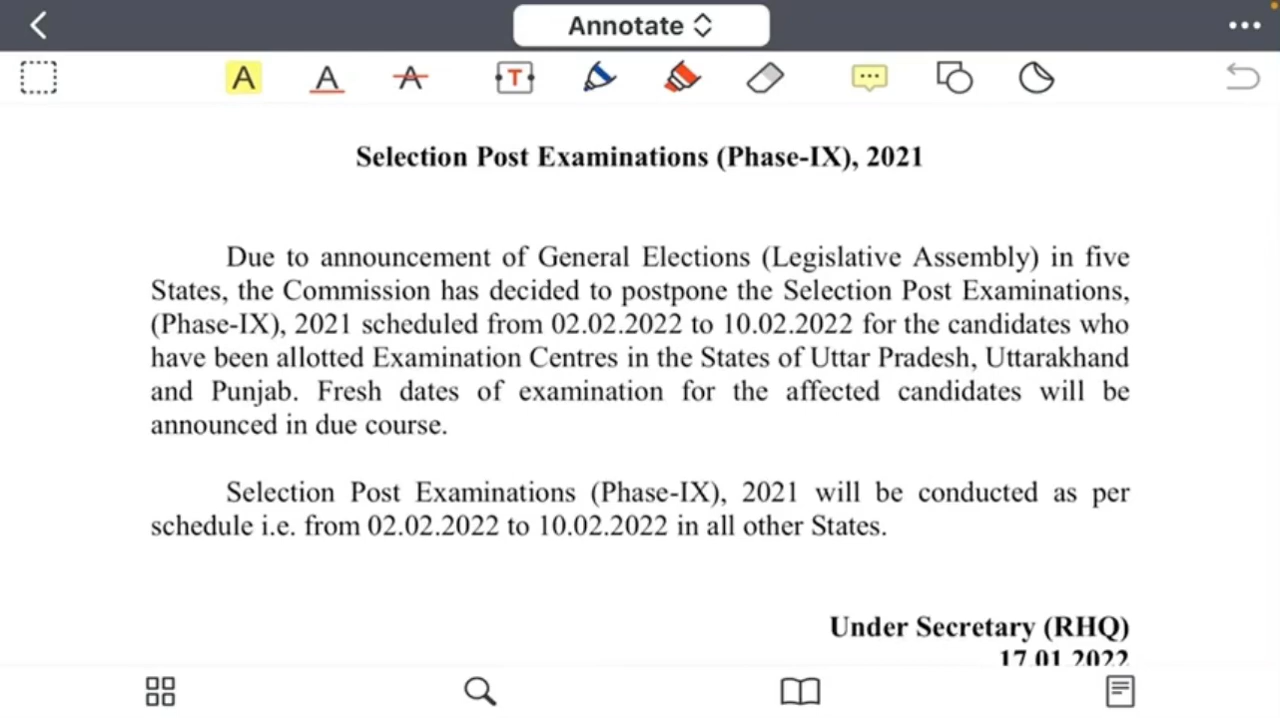 Annotate
A A A T
Selection Post Examinations (Phase-IX), 2021
Due to announcement of General Elections (Legislative Assembly) in five
States, the Commission has decided to postpone the Selection Post Examinations,
(Phase-IX), 2021 scheduled from 02.02.2022 to 10.02.2022 for the candidates who
have been allotted Examination Centres in the States of Uttar Pradesh, Uttarakhand
and Punjab. Fresh dates of examination for the affected candidates will be
announced in due course.
Selection Post Examinations (Phase-IX), 2021 will be conducted as per
schedule i.e. from 02.02.2022 to 10.02.2022 in all other States.
Under Secretary (RHQ)
17.01.2022